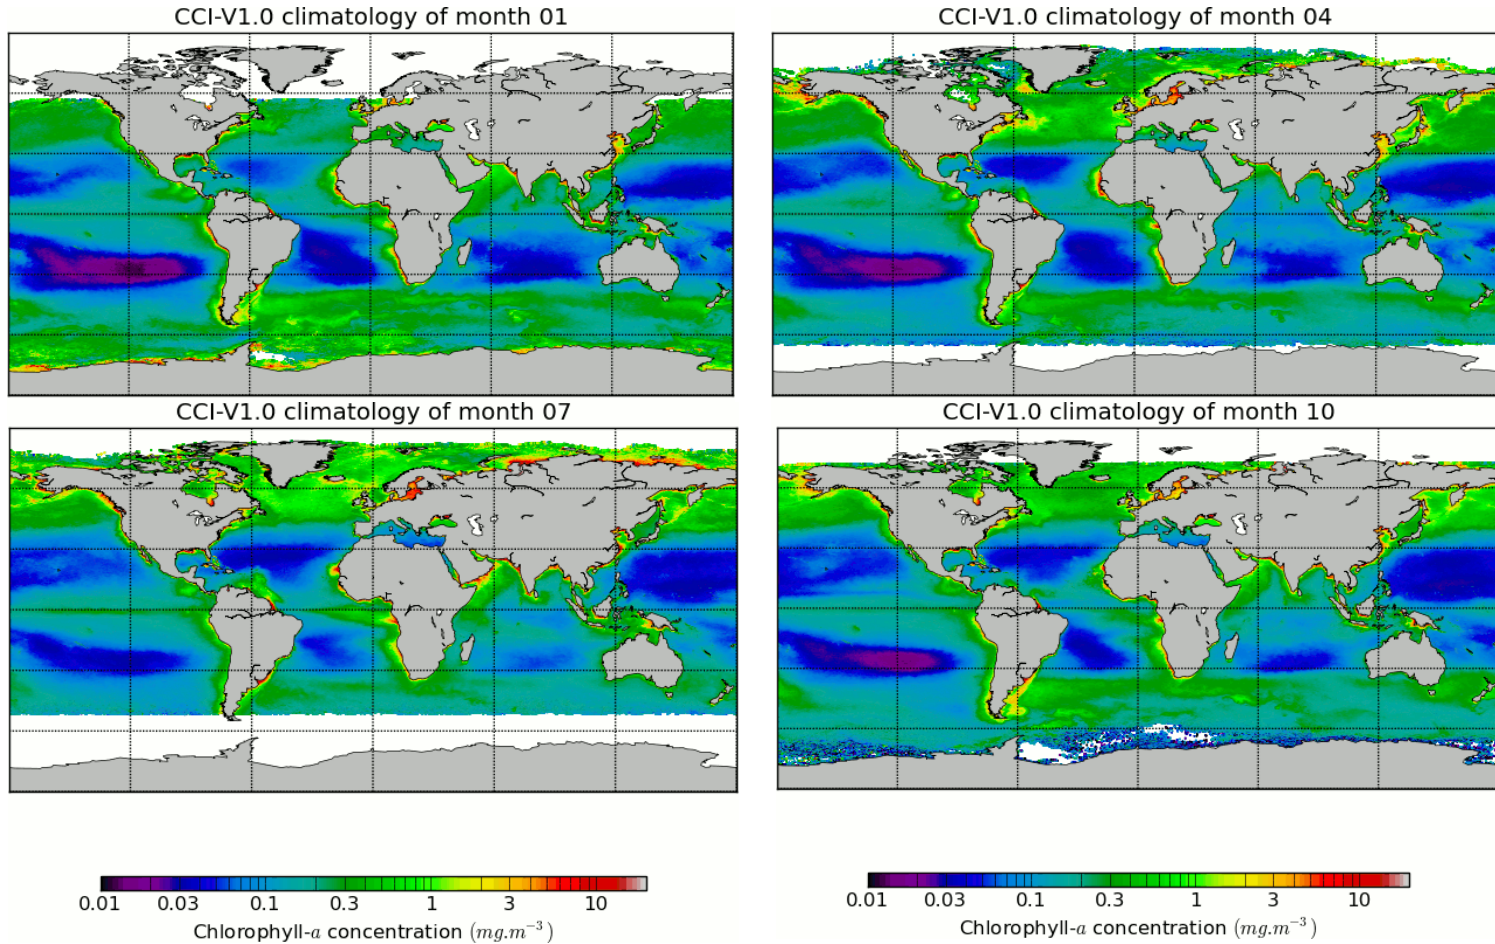 CCI-V1.0 climatology of month 01
CCI-V1.0 climatology of month 04
CCI-V1.0 climatology of month 07
CCI-V1.0 climatology of month 10
0.01 0.03 0.1 0.3 1 3 10
Chlorophyll-a concentration (mg.m⁻³)
0.01 0.03 0.1 0.3 1 3 10
Chlorophyll-a concentration (mg.m⁻³)